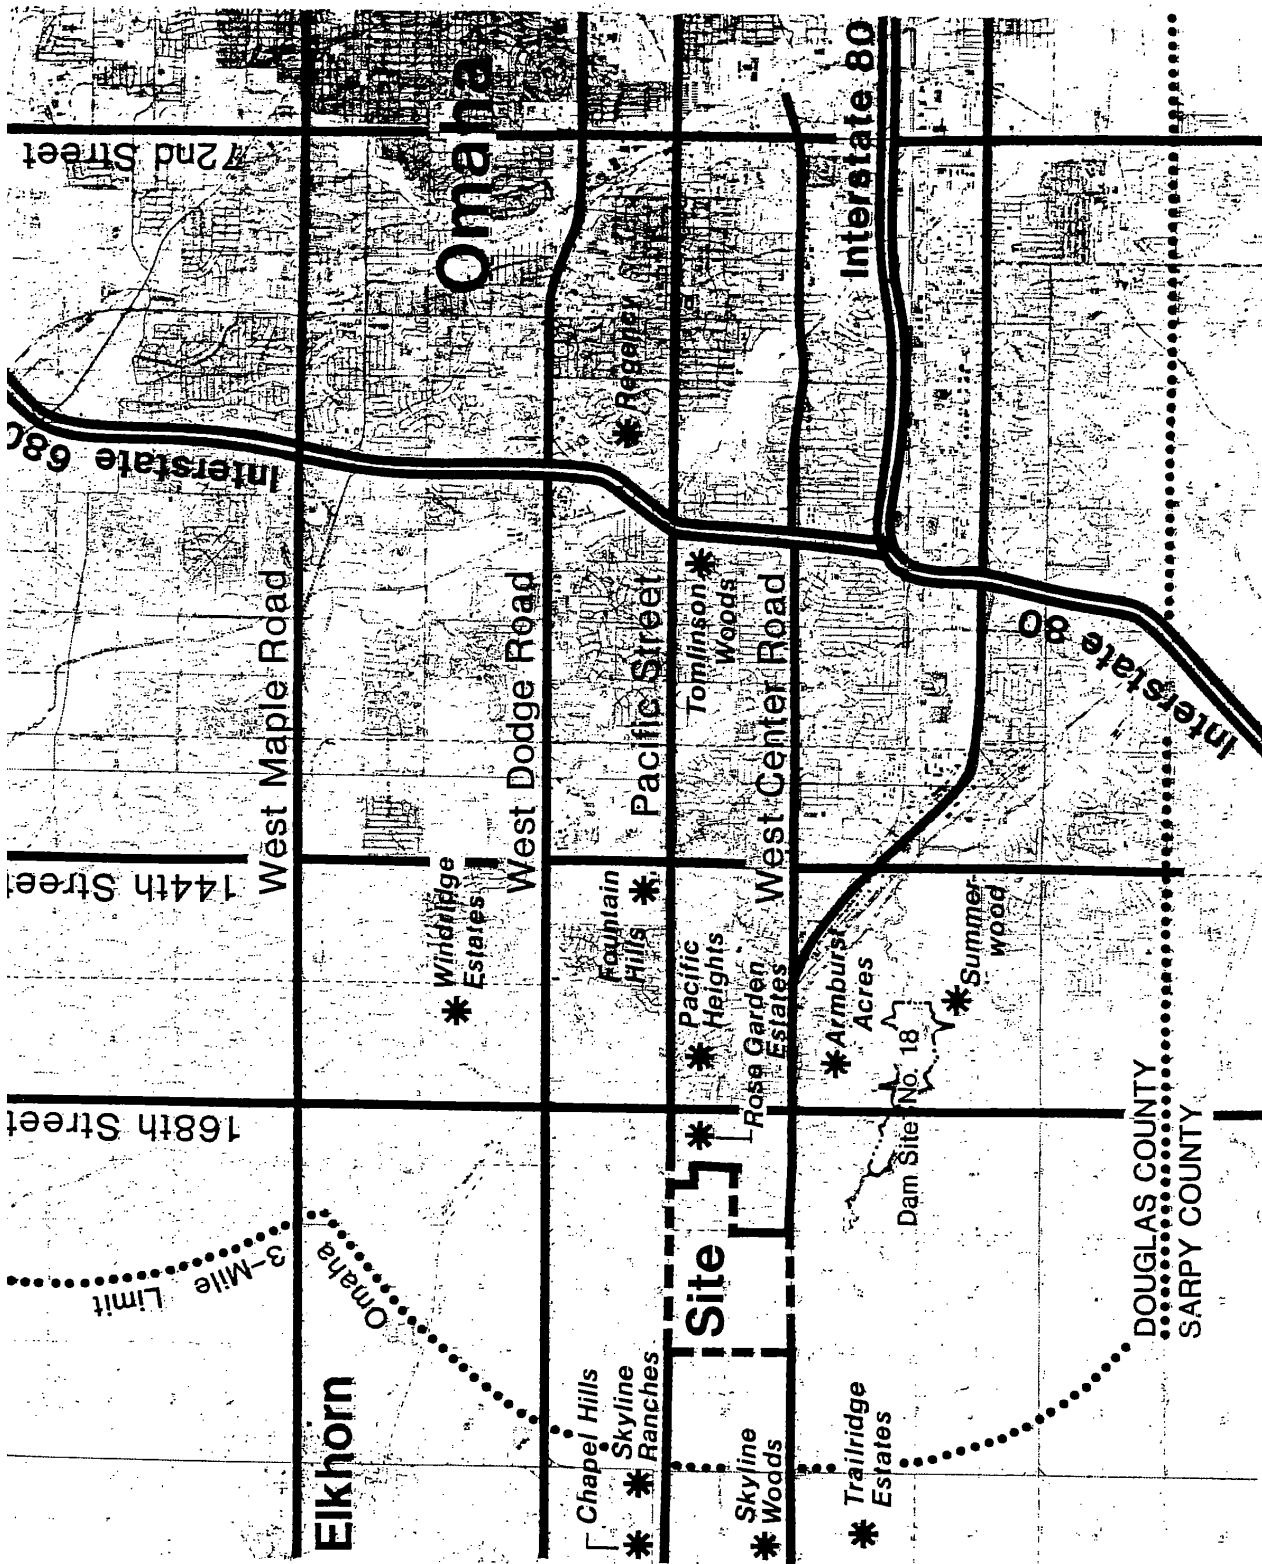 72nd Street
Omaha
Interstate 80
Interstate 680
Regency
West Maple Road
West Dodge Road
Pacific Street
Tomlinson
Woods
West Center Road
Interstate 80
144th Street
Windridge
Estates
Fountain
Hills
Pacific
Heights
Rose Garden
Estates
Armburst
Acres
Summer-
wood
168th Street
Dam Site No. 18
Omaha
3-Mile
Limit
Site
DOUGLAS COUNTY
SARPY COUNTY
Elkhorn
Chapel Hills
Skyline
Ranches
Skyline
Woods
Trailridge
Estates